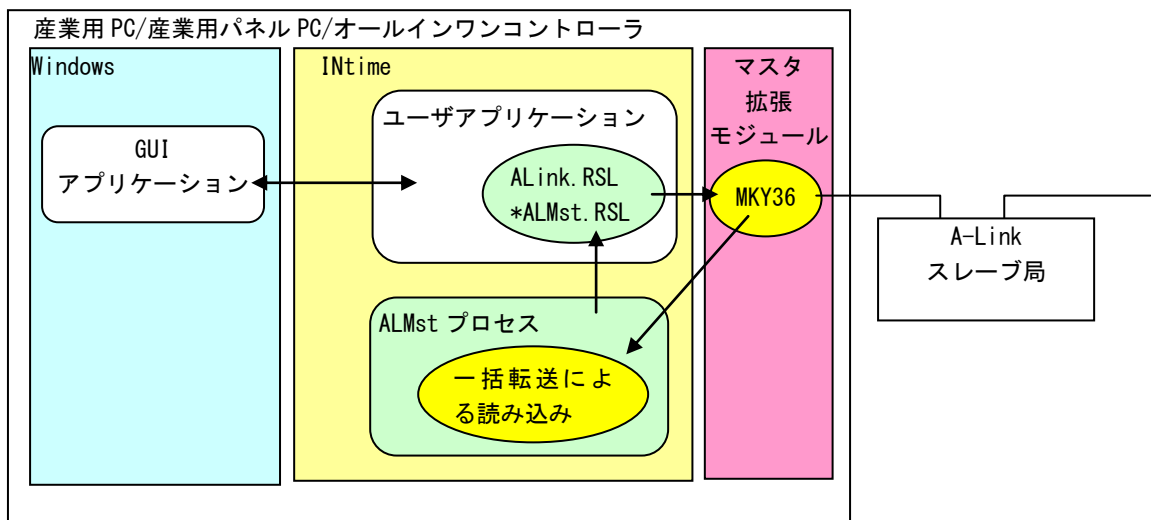 産業用 PC/産業用パネル PC/オールインワンコントローラ
Windows
GUI
アプリケーション
INtime
ユーザアプリケーション
ALink.RSL
*ALMst.RSL
ALMst プロセス
一括転送によ
る読み込み
マスタ
拡張
モジュール
MKY36
A-Link
スレーブ局